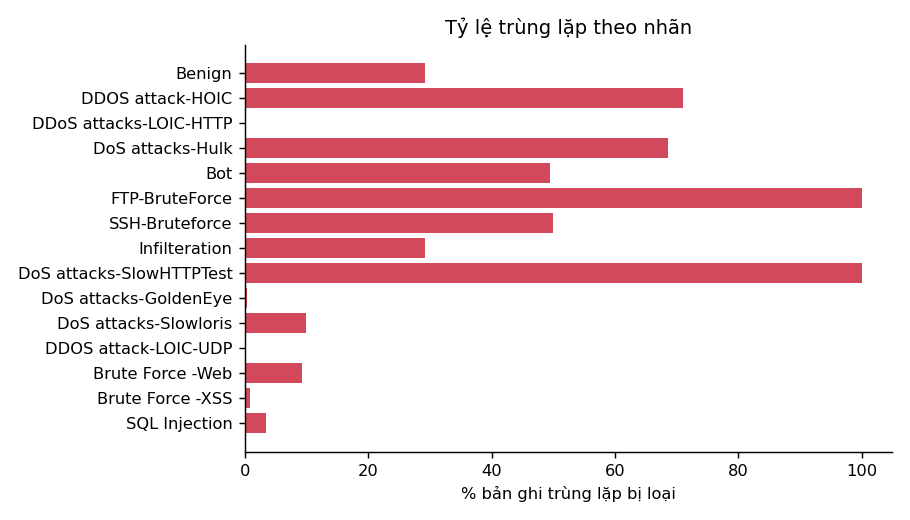 Tỷ lệ trùng lặp theo nhãn
Benign
DDOS attack-HOIC
DDoS attacks-LOIC-HTTP
DoS attacks-Hulk
Bot
FTP-BruteForce
SSH-Bruteforce
Infilteration
DoS attacks-SlowHTTPTest
DoS attacks-GoldenEye
DoS attacks-Slowloris
DDOS attack-LOIC-UDP
Brute Force -Web
Brute Force -XSS
SQL Injection
0 20 40 60 80 100
% bản ghi trùng lặp bị loại